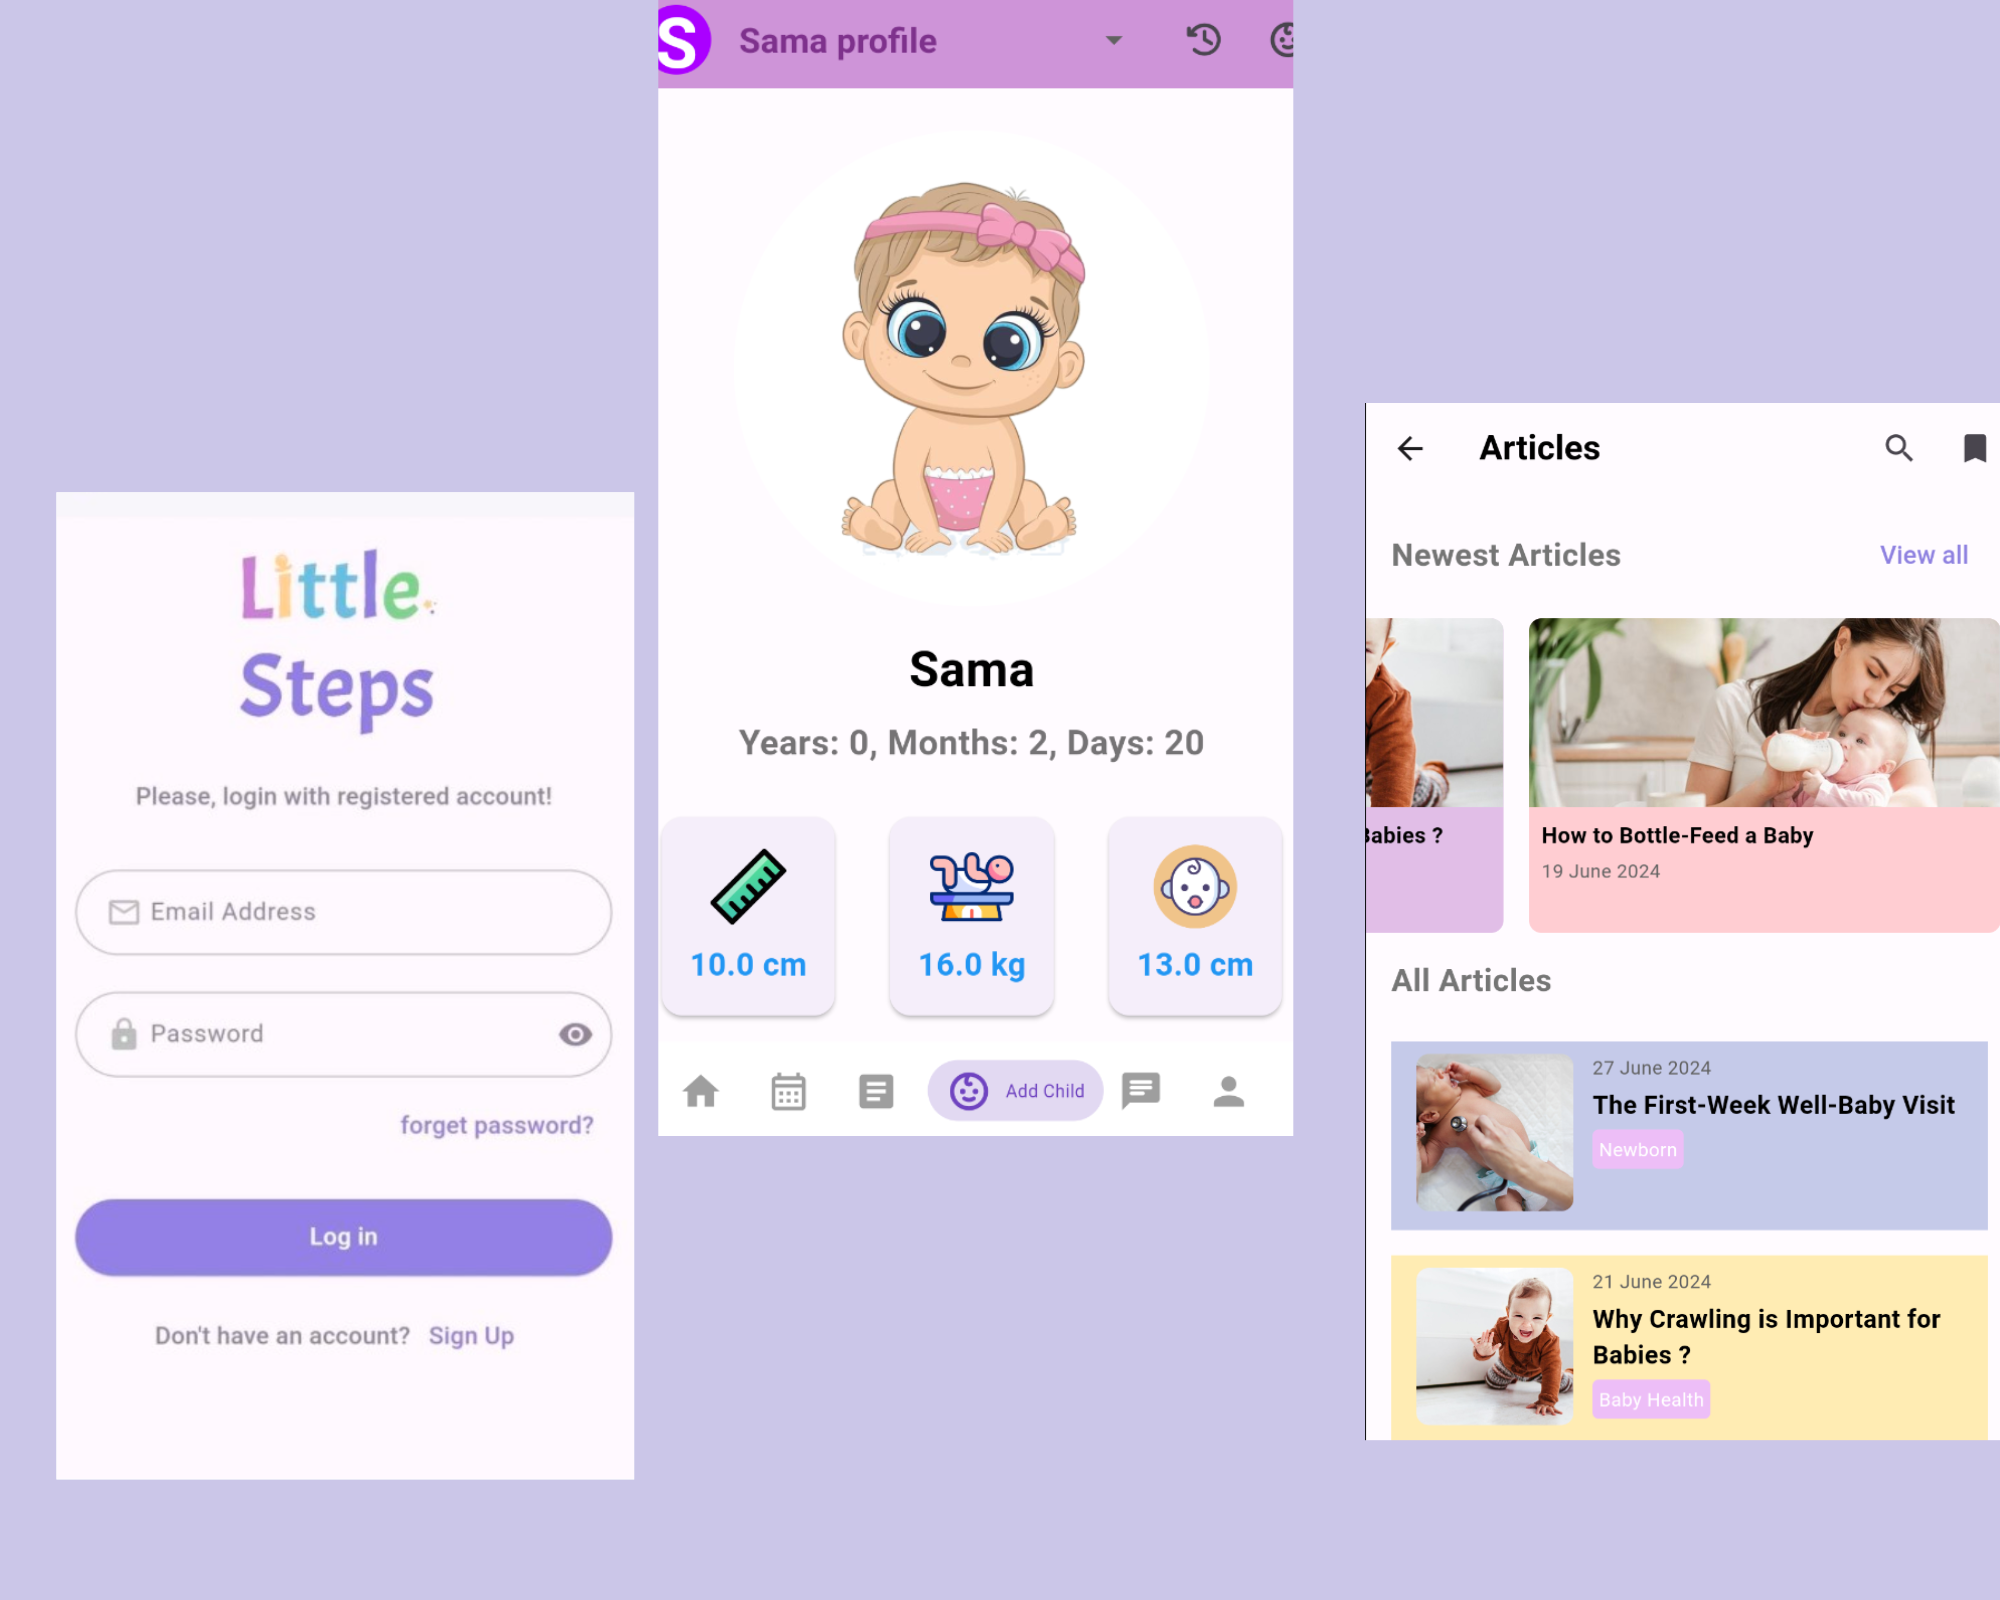 Little
Steps
Please, login with registered account!
Email Address
Password
forget password?
Log in
Don't have an account? Sign Up
S
Sama profile
Sama
Years: 0, Months: 2, Days: 20
10.0 cm
16.0 kg
13.0 cm
Add Child
Articles
Newest Articles
View all
Babies ?
How to Bottle-Feed a Baby
19 June 2024
All Articles
27 June 2024
The First-Week Well-Baby Visit
Newborn
21 June 2024
Why Crawling is Important for
Babies ?
Baby Health